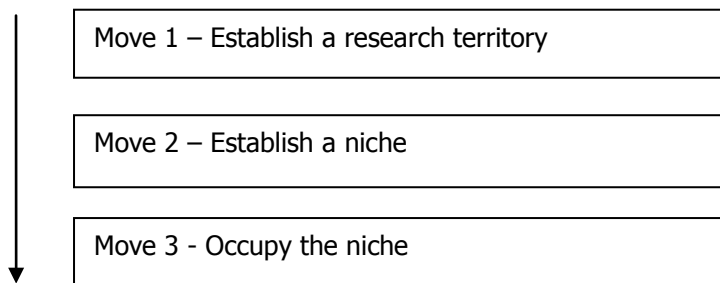 Move 1 – Establish a research territory
Move 2 – Establish a niche
Move 3 - Occupy the niche